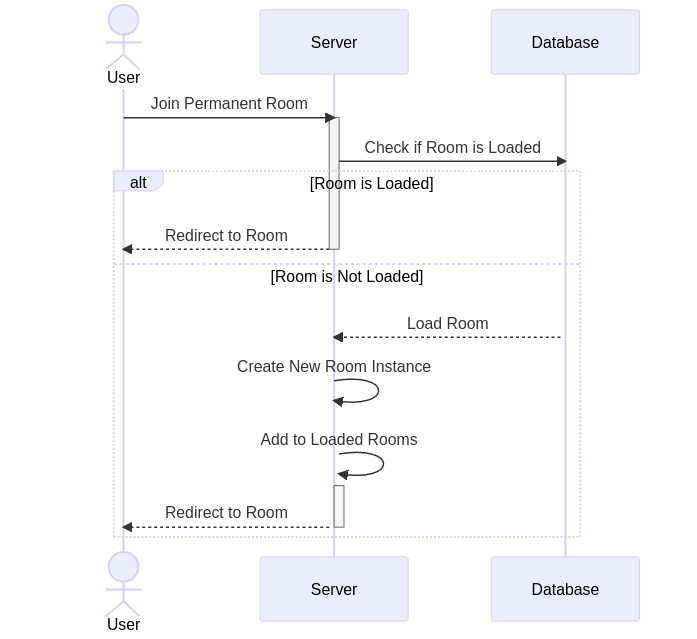 User
Server
Database
Join Permanent Room
Check if Room is Loaded
alt
[Room is Loaded]
Redirect to Room
[Room is Not Loaded]
Load Room
Create New Room Instance
Add to Loaded Rooms
Redirect to Room
User
Server
Database